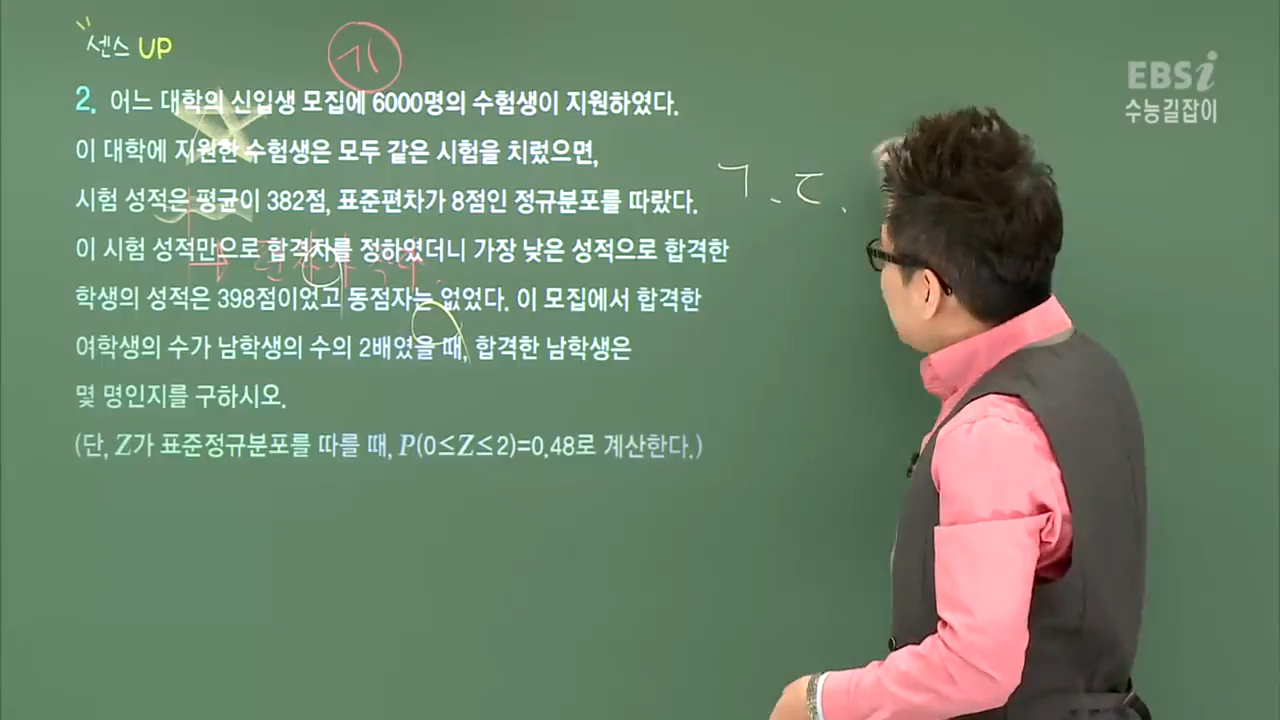 센스 UP
EBSi
수능길잡이
2. 어느 대학의 신입생 모집에 6000명의 수험생이 지원하였다.
이 대학에 지원한 수험생은 모두 같은 시험을 치렀으면,
시험 성적은 평균이 382점, 표준편차가 8점인 정규분포를 따랐다.
이 시험 성적만으로 합격자를 정하였더니 가장 낮은 성적으로 합격한
학생의 성적은 398점이었고 동점자는 없었다. 이 모집에서 합격한
여학생의 수가 남학생의 수의 2배였을 때, 합격한 남학생은
몇 명인지를 구하시오.
(단, Z가 표준정규분포를 따를 때, P(0≤Z≤2)=0.48로 계산한다.)
ㄱ. ㄷ.